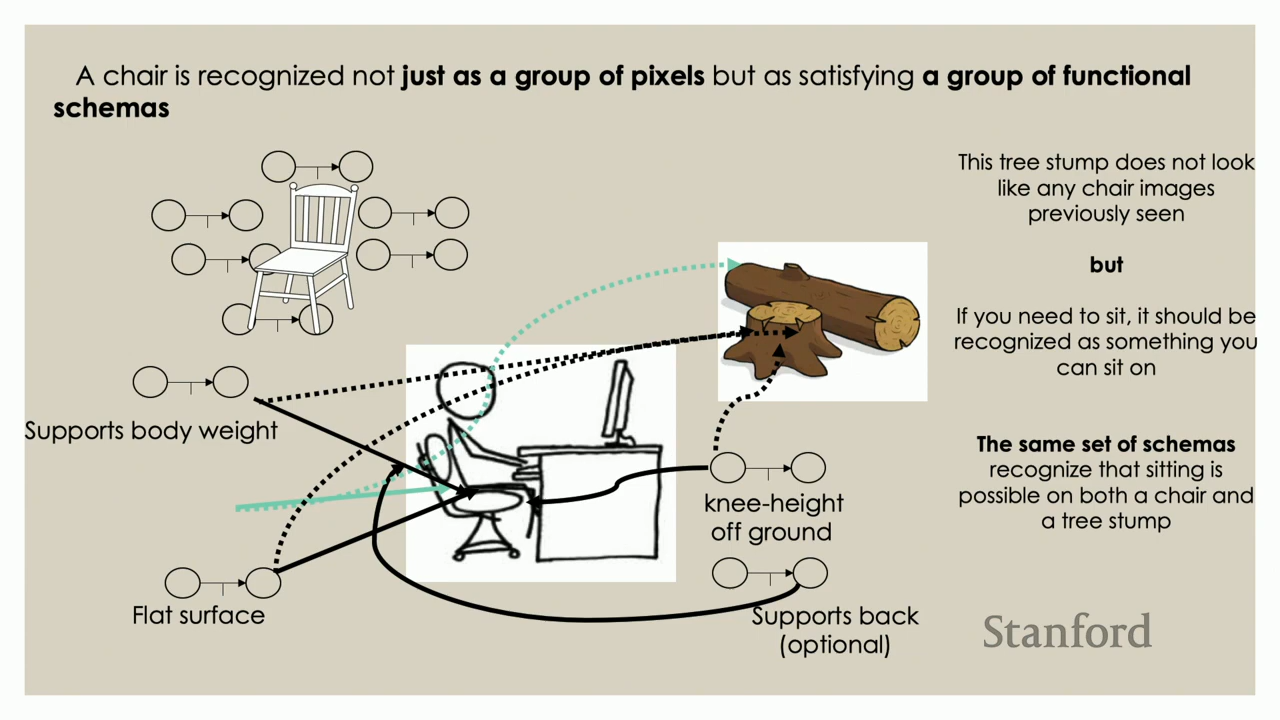 A chair is recognized not just as a group of pixels but as satisfying a group of functional
schemas
This tree stump does not look
like any chair images
previously seen
but
If you need to sit, it should be
recognized as something you
can sit on
The same set of schemas
recognize that sitting is
possible on both a chair and
a tree stump
Supports body weight
Flat surface
knee-height
off ground
Supports back
(optional)
Stanford